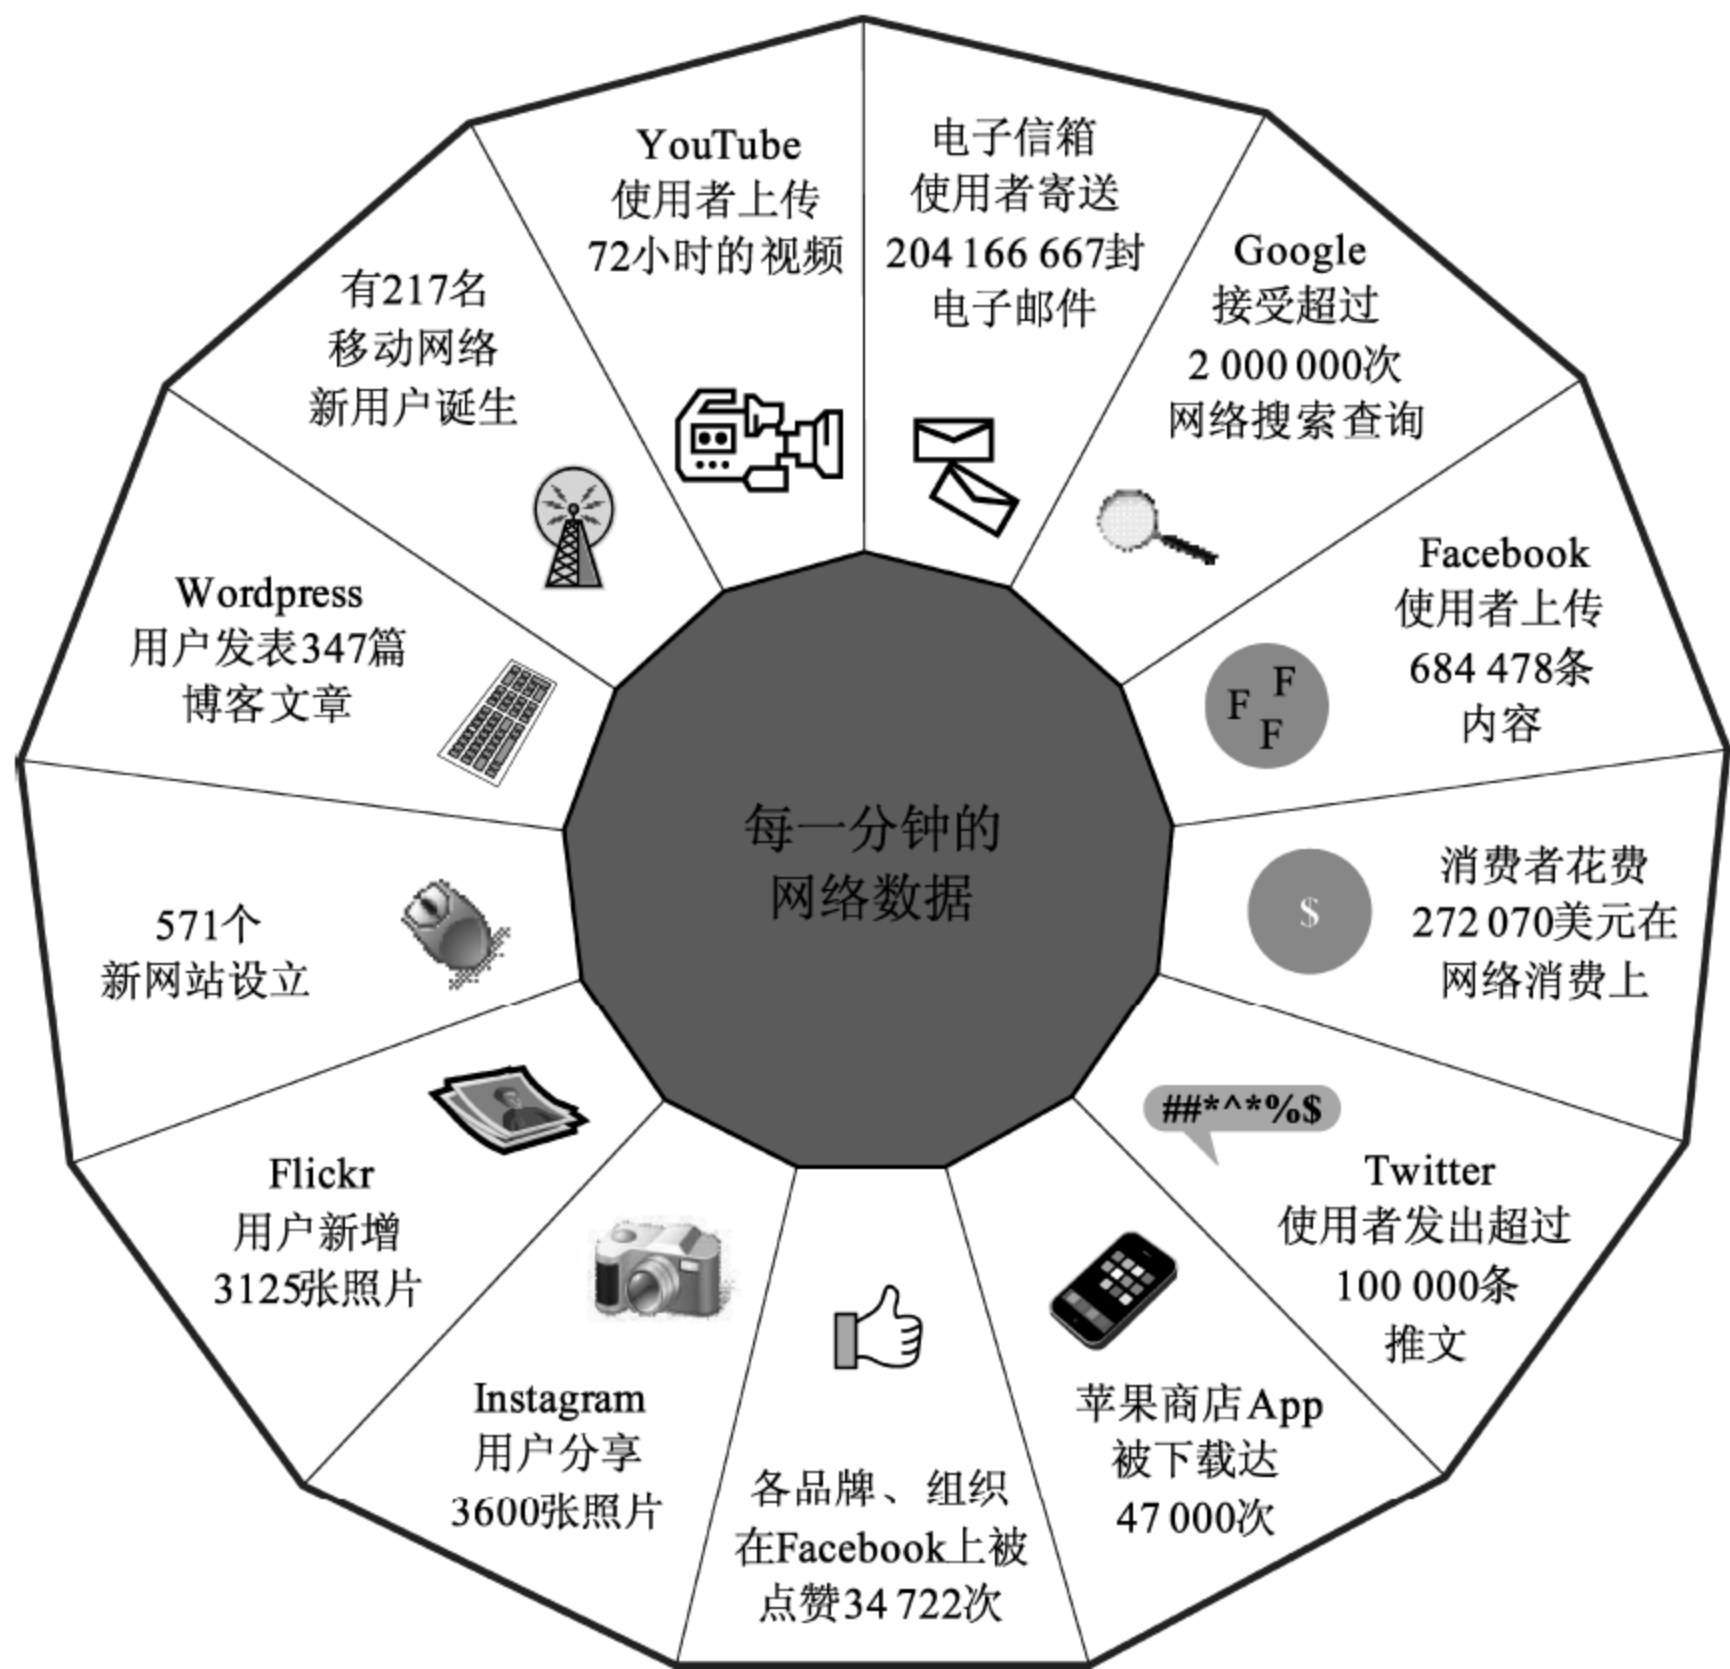 每一分钟的
网络数据
电子信箱
使用者寄送
204 166 667封
电子邮件
Google
接受超过
2 000 000次
网络搜索查询
Facebook
使用者上传
684 478条
内容
F F
F
消费者花费
272 070美元在
网络消费上
$
##*^*%$
Twitter
使用者发出超过
100 000条
推文
苹果商店App
被下载达
47 000次
各品牌、组织
在Facebook上被
点赞34 722次
Instagram
用户分享
3600张照片
Flickr
用户新增
3125张照片
571个
新网站设立
Wordpress
用户发表347篇
博客文章
有217名
移动网络
新用户诞生
YouTube
使用者上传
72小时的视频